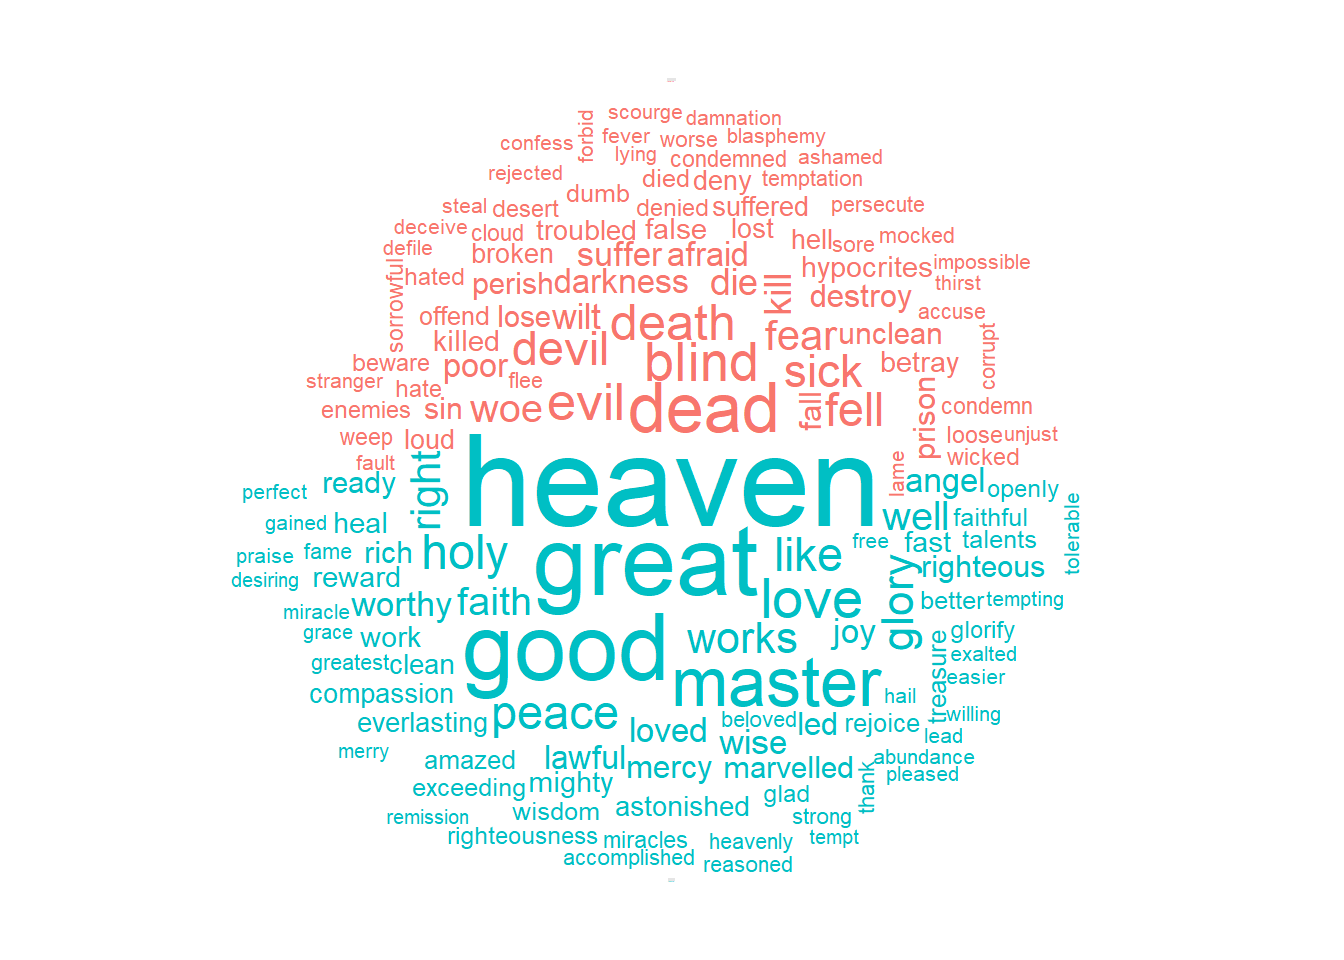 scourge damnation
confess forbid fever worse blasphemy
lying condemned ashamed
rejected died deny temptation
dumb
steal desert denied suffered persecute
deceive cloud troubled false lost hell sore mocked
defile broken suffer afraid hypocrites impossible
sorrowful hated perish darkness die kill destroy thirst
offend lose wilt death fear unclean accuse
killed devil blind sick betray corrupt
beware poor
stranger hate flee evil dead fall fell prison condemn
enemies sin woe
weep loud loose unjust
fault lame wicked
heaven
perfect ready right angel openly
gained heal well faithful tolerable
praise fame rich holy great like free fast talents
desiring reward righteous
miracle worthy faith love glory better tempting
grace work good works joy glorify
greatest clean treasure exalted
compassion master hail easier
everlasting peace loved beloved led rejoice willing
merry wise lead
amazed lawful mercy marvelled abundance
exceeding mighty glad thank pleased
remission wisdom astonished strong
righteousness miracles heavenly tempt
accomplished reasoned